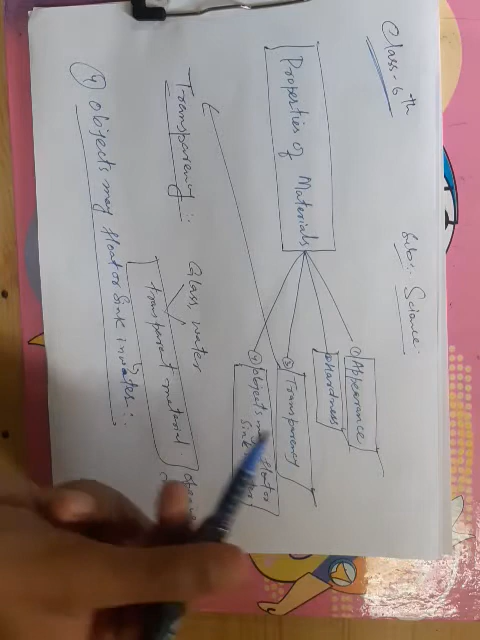 Class-6th
Sub:- Science.
Properties of Materials
① Appearance
② Hardness
③ Transparency
④ objects may float or
Sink
Transparency:
Glass, water
transparent material.
④ objects may float or Sink in water: